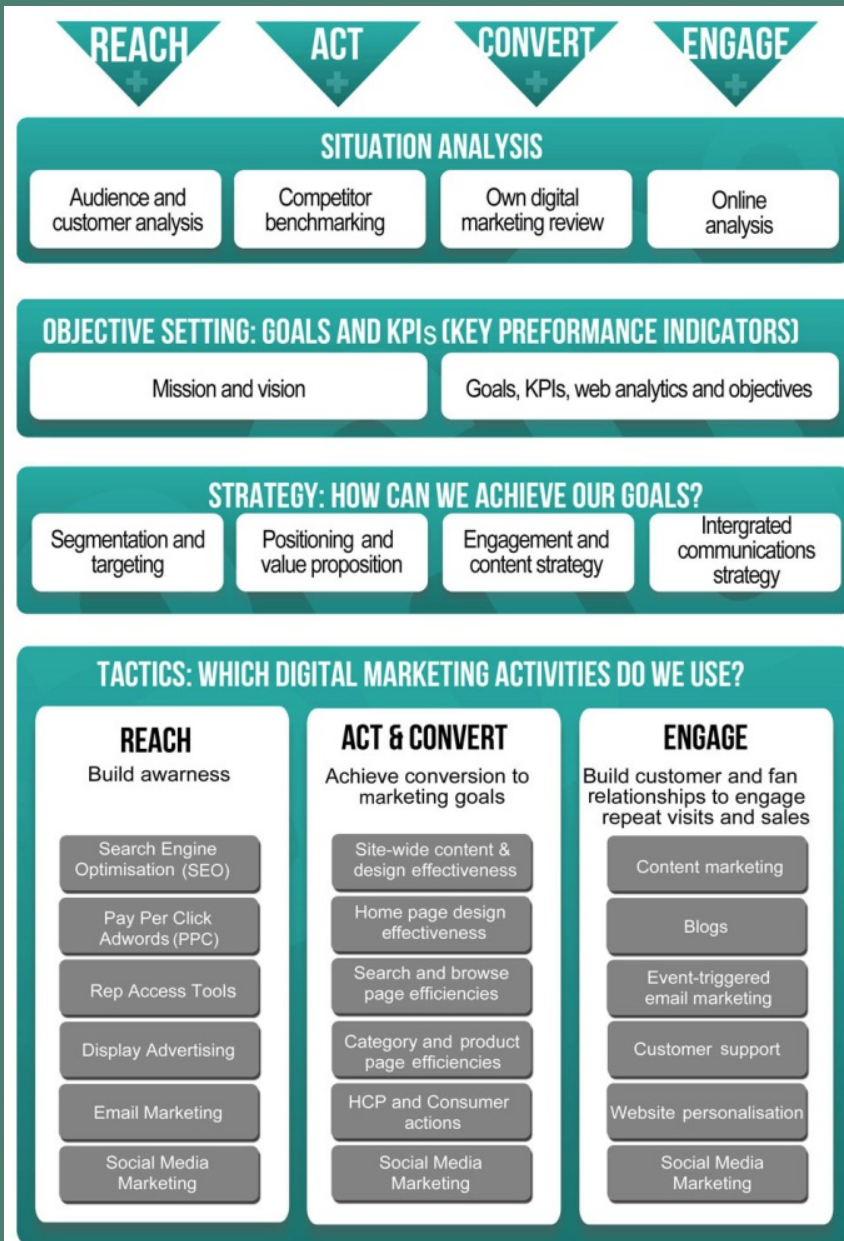 REACH
ACT
CONVERT
ENGAGE
SITUATION ANALYSIS
Audience and
customer analysis
Competitor
benchmarking
Own digital
marketing review
Online
analysis
OBJECTIVE SETTING: GOALS AND KPIs (KEY PREFORMANCE INDICATORS)
Mission and vision
Goals, KPIs, web analytics and objectives
STRATEGY: HOW CAN WE ACHIEVE OUR GOALS?
Segmentation and
targeting
Positioning and
value proposition
Engagement and
content strategy
Intergrated
communications
strategy
TACTICS: WHICH DIGITAL MARKETING ACTIVITIES DO WE USE?
REACH
Build awarness
Search Engine
Optimisation (SEO)
Pay Per Click
Adwords (PPC)
Rep Access Tools
Display Advertising
Email Marketing
Social Media
Marketing
ACT & CONVERT
Achieve conversion to
marketing goals
Site-wide content &
design effectiveness
Home page design
effectiveness
Search and browse
page efficiencies
Category and product
page efficiencies
HCP and Consumer
actions
Social Media
Marketing
ENGAGE
Build customer and fan
relationships to engage
repeat visits and sales
Content marketing
Blogs
Event-triggered
email marketing
Customer support
Website personalisation
Social Media
Marketing